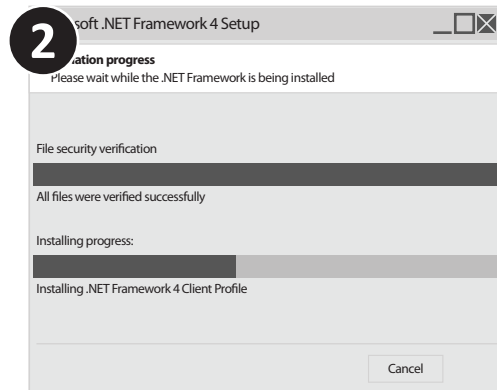 2
soft .NET Framework 4 Setup
ation progress
Please wait while the .NET Framework is being installed
File security verification
All files were verified successfully
Installing progress:
Installing .NET Framework 4 Client Profile
Cancel